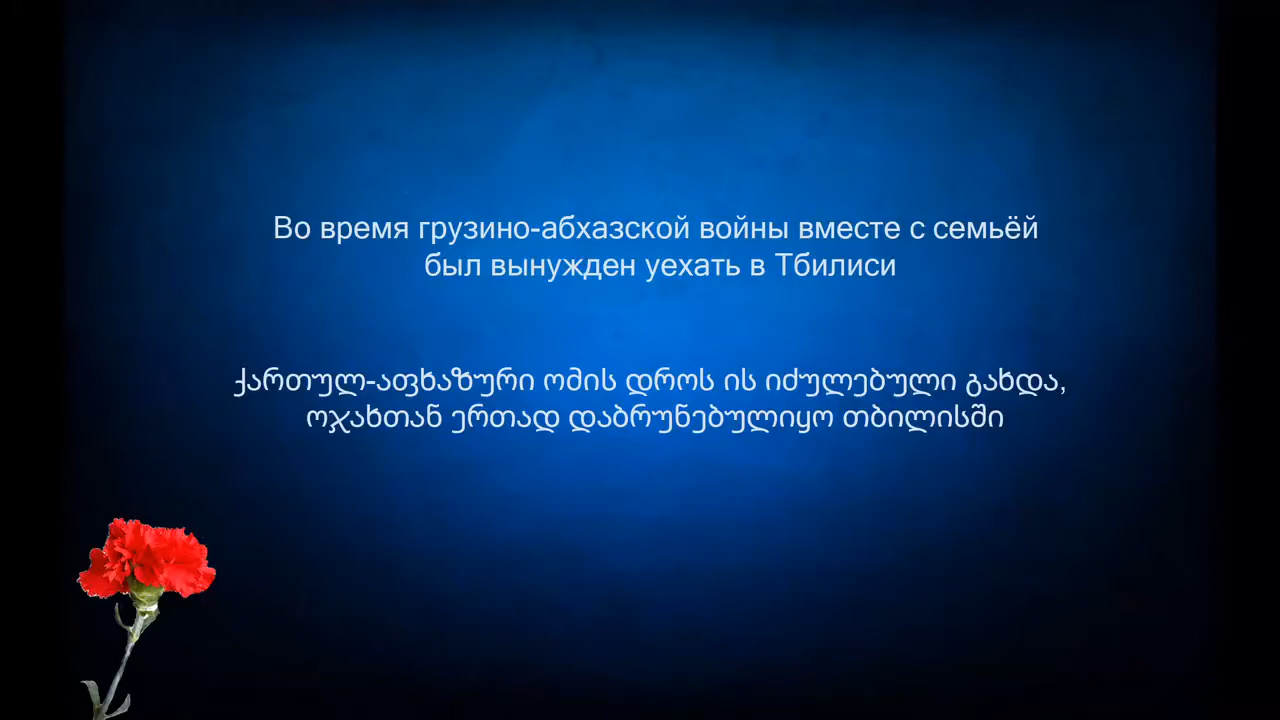 Во время грузино-абхазской войны вместе с семьёй
был вынужден уехать в Тбилиси
ქართულ-აფხაზური ომის დროს ის იძულებული გახდა,
ოჯახთან ერთად დაბრუნებულიყო თბილისში